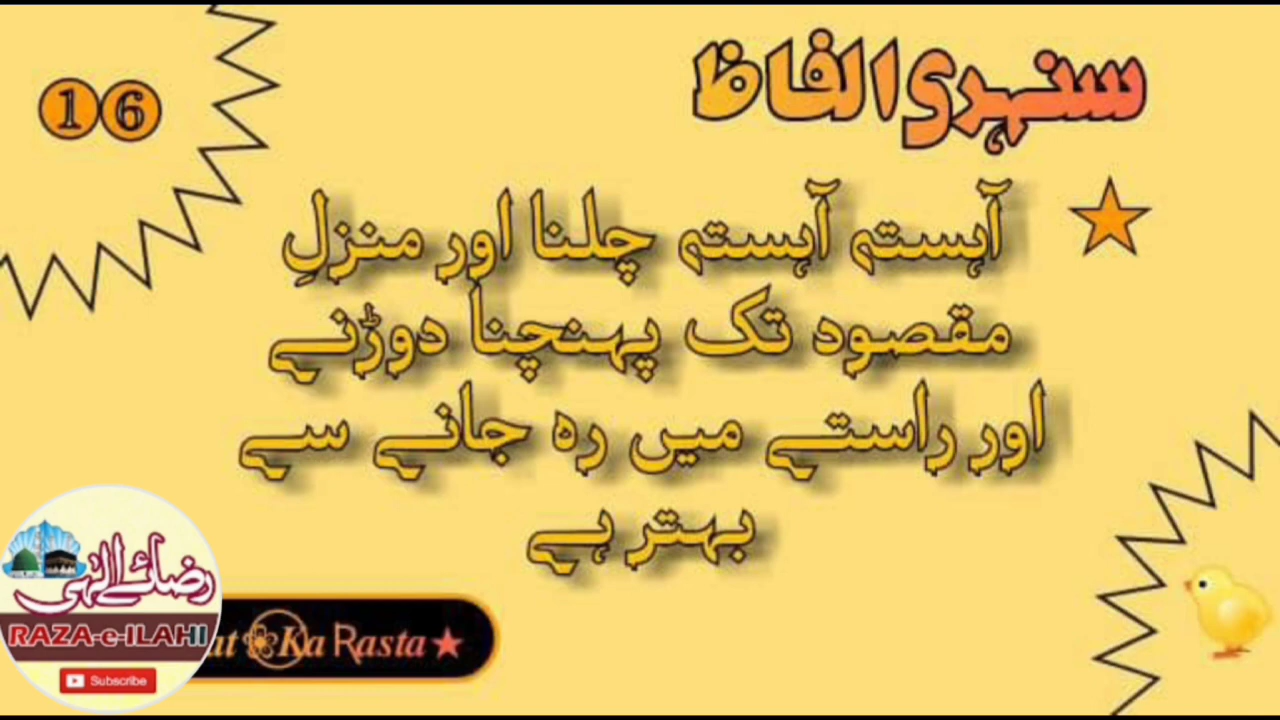 سنہری الفاظ
16
آہستہ آہستہ چلنا اور منزلِ
مقصود تک پہنچنا دوڑنے
اور راستے میں رہ جانے سے
بہتر ہے
رضائے الٰہی
RAZA-e-ILAHI
Subscribe
Ka Rasta